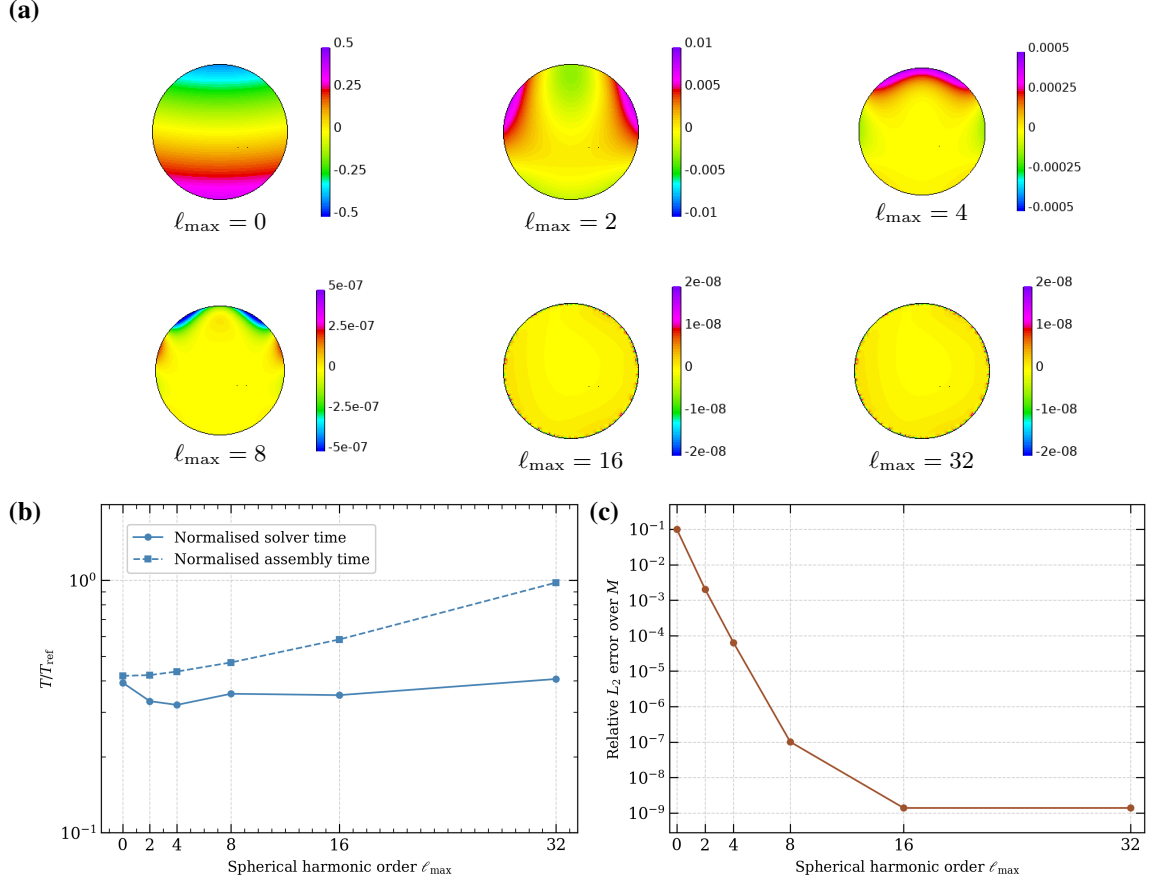 (a)
0.5
0.25
0
-0.25
-0.5
ℓmax = 0
0.01
0.005
0
-0.005
-0.01
ℓmax = 2
0.0005
0.00025
0
-0.00025
-0.0005
ℓmax = 4
5e-07
2.5e-07
0
-2.5e-07
-5e-07
ℓmax = 8
2e-08
1e-08
0
-1e-08
-2e-08
ℓmax = 16
2e-08
1e-08
0
-1e-08
-2e-08
ℓmax = 32
(b)
Normalised solver time
Normalised assembly time
10⁰
10⁻¹
T/Tref
0 2 4 8 16 32
Spherical harmonic order ℓmax
(c)
10⁻¹
10⁻²
10⁻³
10⁻⁴
10⁻⁵
10⁻⁶
10⁻⁷
10⁻⁸
10⁻⁹
Relative L₂ error over M
0 2 4 8 16 32
Spherical harmonic order ℓmax